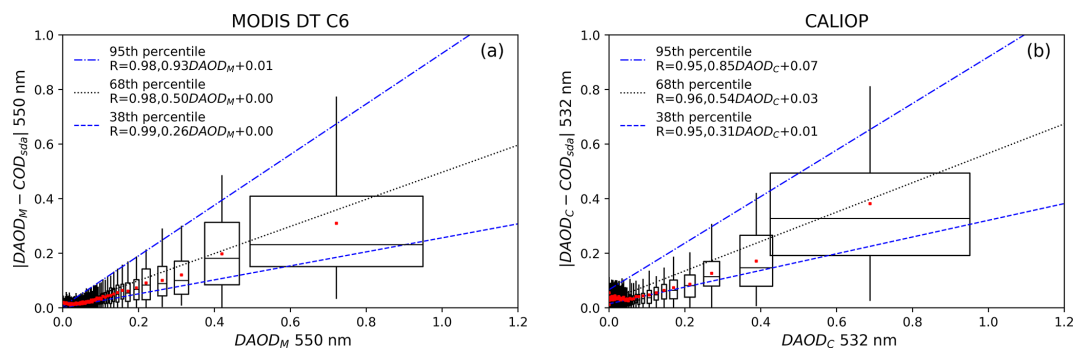 MODIS DT C6
(a)
95th percentile
R=0.98,0.93DAOD_M+0.01
68th percentile
R=0.98,0.50DAOD_M+0.00
38th percentile
R=0.99,0.26DAOD_M+0.00
|DAOD_M − COD_sda| 550 nm
1.0
0.8
0.6
0.4
0.2
0.0
0.0 0.2 0.4 0.6 0.8 1.0 1.2
DAOD_M 550 nm
CALIOP
(b)
95th percentile
R=0.95,0.85DAOD_C+0.07
68th percentile
R=0.96,0.54DAOD_C+0.03
38th percentile
R=0.95,0.31DAOD_C+0.01
|DAOD_C − COD_sda| 532 nm
1.0
0.8
0.6
0.4
0.2
0.0
0.0 0.2 0.4 0.6 0.8 1.0 1.2
DAOD_C 532 nm